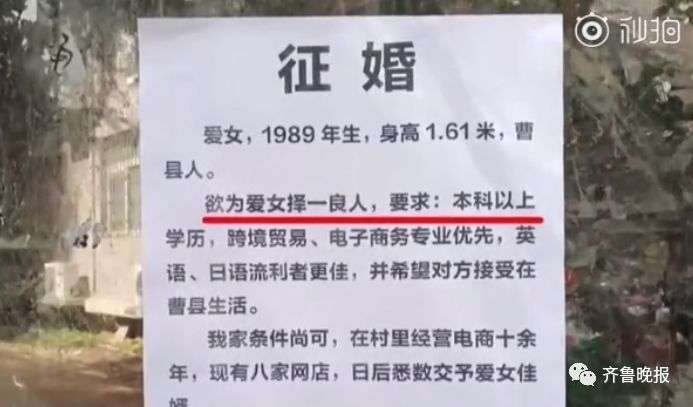 秒拍
征婚
爱女，1989年生，身高1.61米，曹
县人。
欲为爱女择一良人，要求：本科以上
学历，跨境贸易、电子商务专业优先，英
语、日语流利者更佳，并希望对方接受在
曹县生活。
我家条件尚可，在村里经营电商十余
年，现有八家网店，日后悉数交予爱女佳
婿
齐鲁晚报